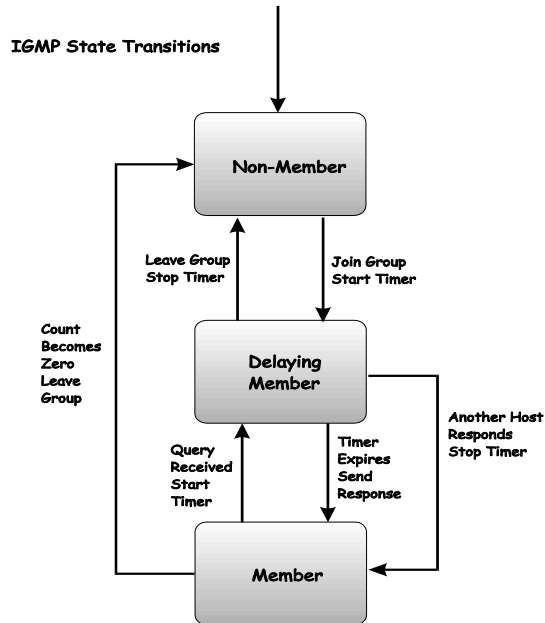 IGMP State Transitions
Non-Member
Leave Group
Stop Timer
Join Group
Start Timer
Count
Becomes
Zero
Leave
Group
Delaying
Member
Another Host
Responds
Stop Timer
Query
Received
Start
Timer
Timer
Expires
Send
Response
Member